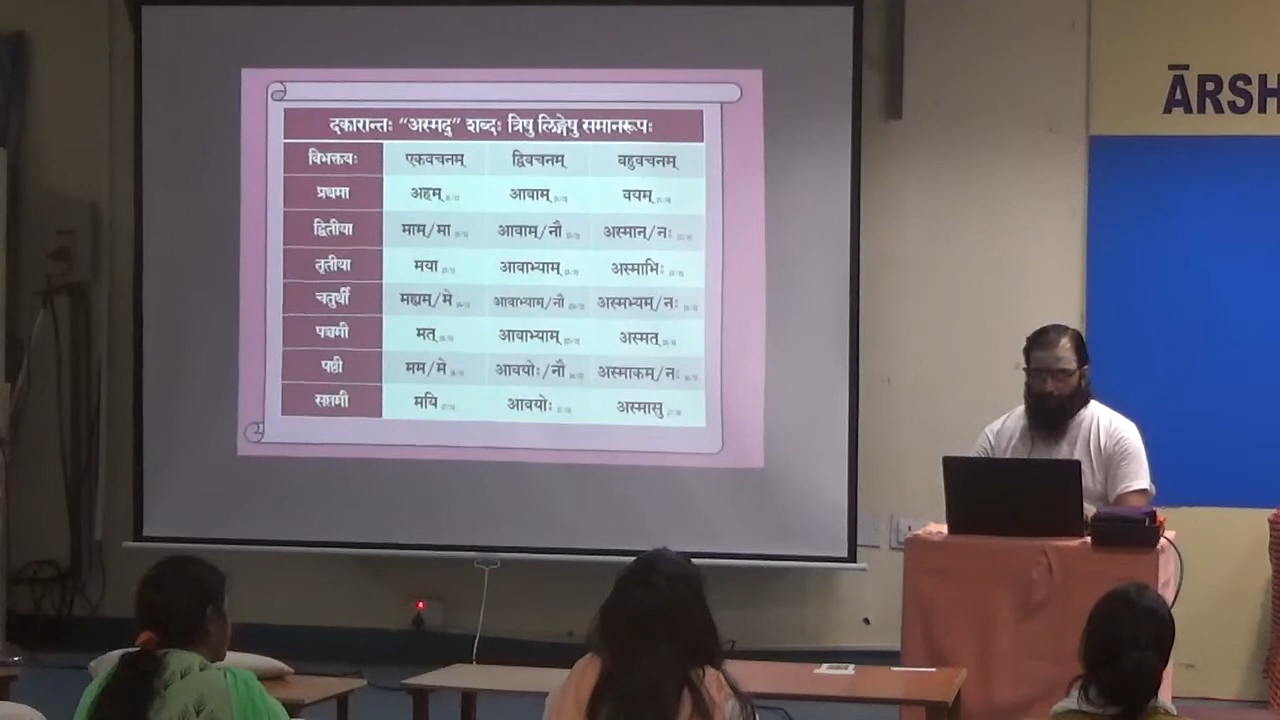 ĀRSH
दकारान्तः “अस्मद्” शब्दः त्रिषु लिङ्गेषु समानरूपः
विभक्तयः एकवचनम् द्विवचनम् बहुवचनम्
प्रथमा अहम् आवाम् वयम्
द्वितीया माम्/मा आवाम्/नौ अस्मान्/नः
तृतीया मया आवाभ्याम् अस्माभिः
चतुर्थी मह्यम्/मे आवाभ्याम्/नौ अस्मभ्यम्/नः
पञ्चमी मत् आवाभ्याम् अस्मत्
षष्ठी मम/मे आवयोः/नौ अस्माकम्/नः
सप्तमी मयि आवयोः अस्मासु